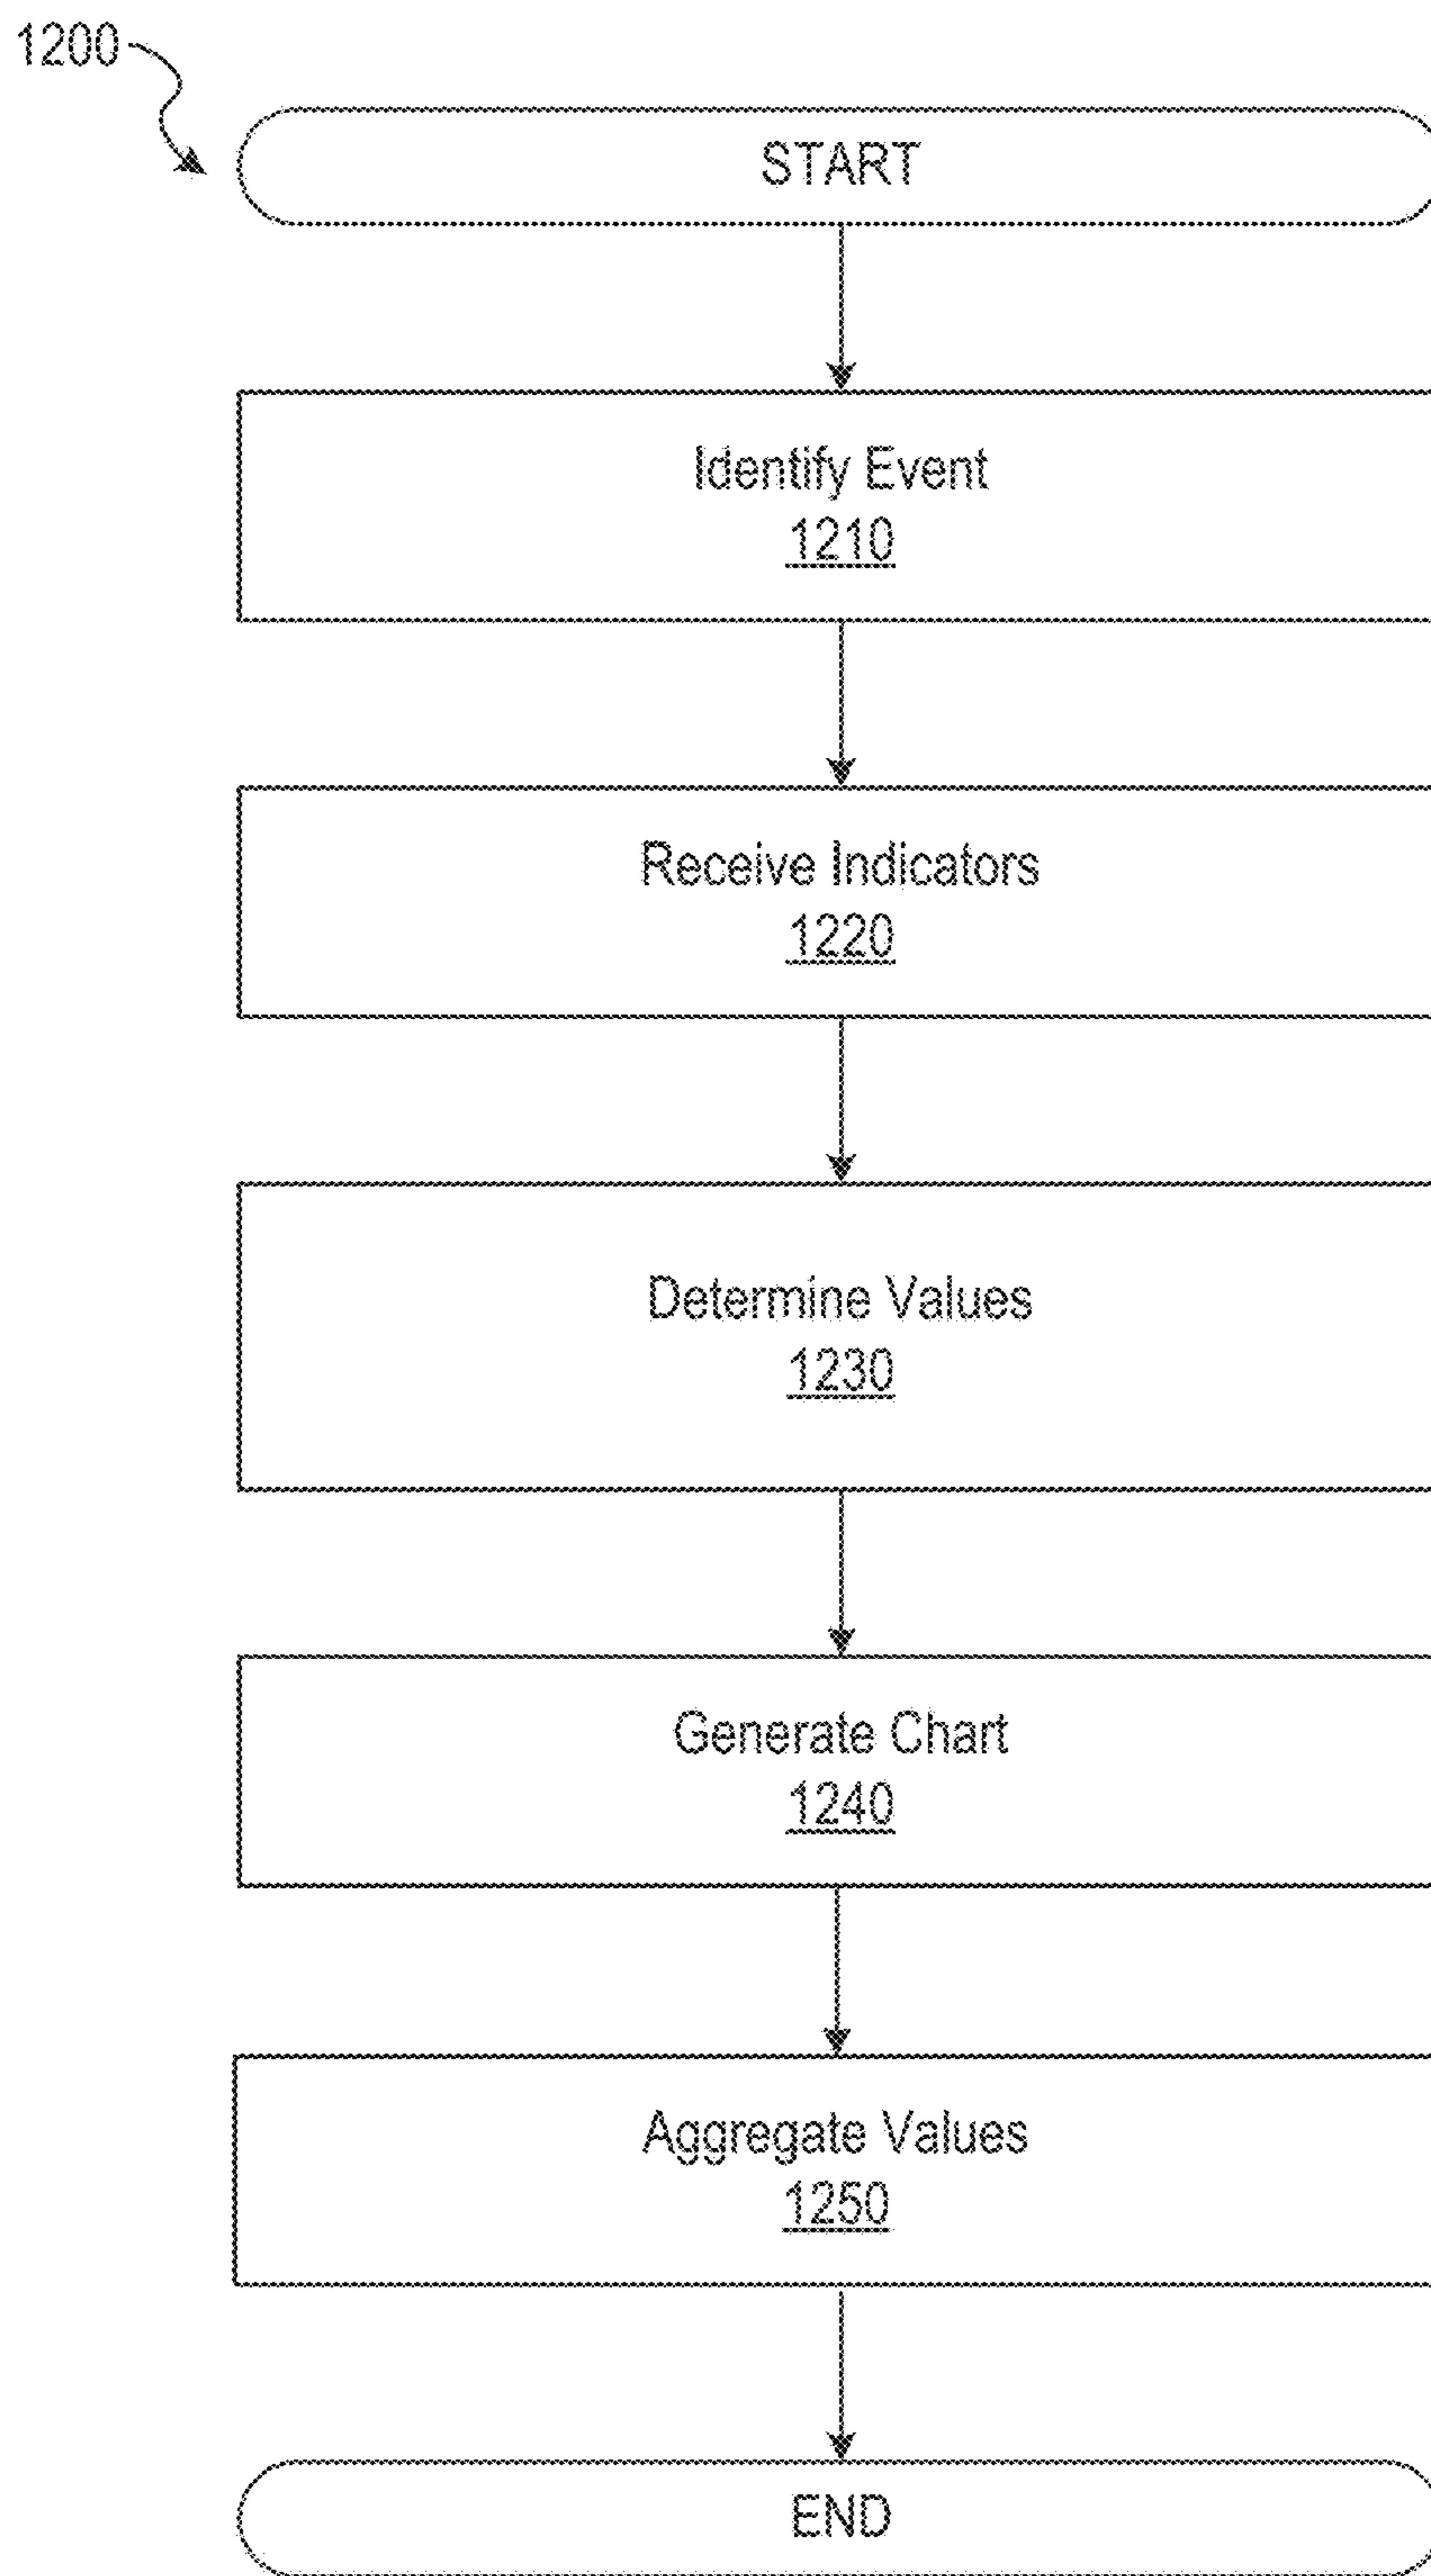 1200
START
Identify Event
1210
Receive Indicators
1220
Determine Values
1230
Generate Chart
1240
Aggregate Values
1250
END